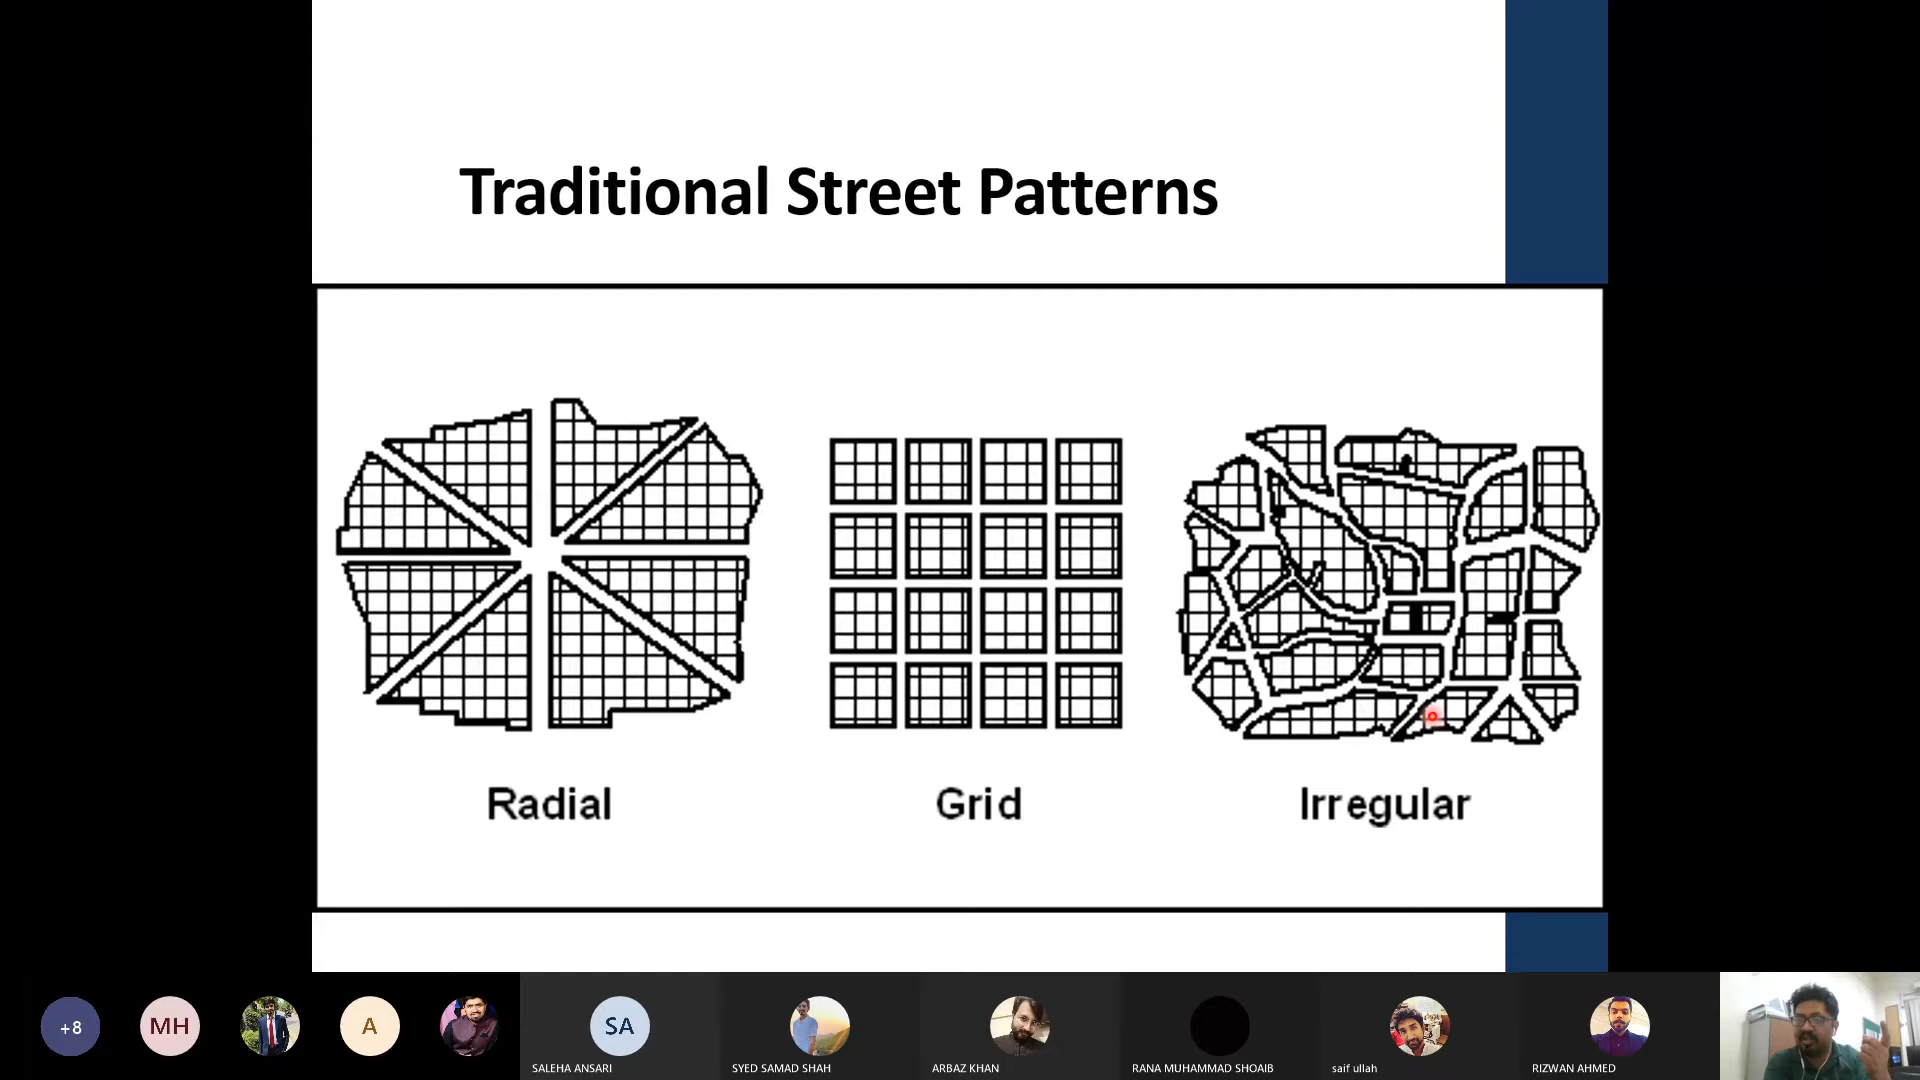 Traditional Street Patterns
Radial
Grid
Irregular
+8
MH
A
SA
SALEHA ANSARI
SYED SAMAD SHAH
ARBAZ KHAN
RANA MUHAMMAD SHOAIB
saif ullah
RIZWAN AHMED